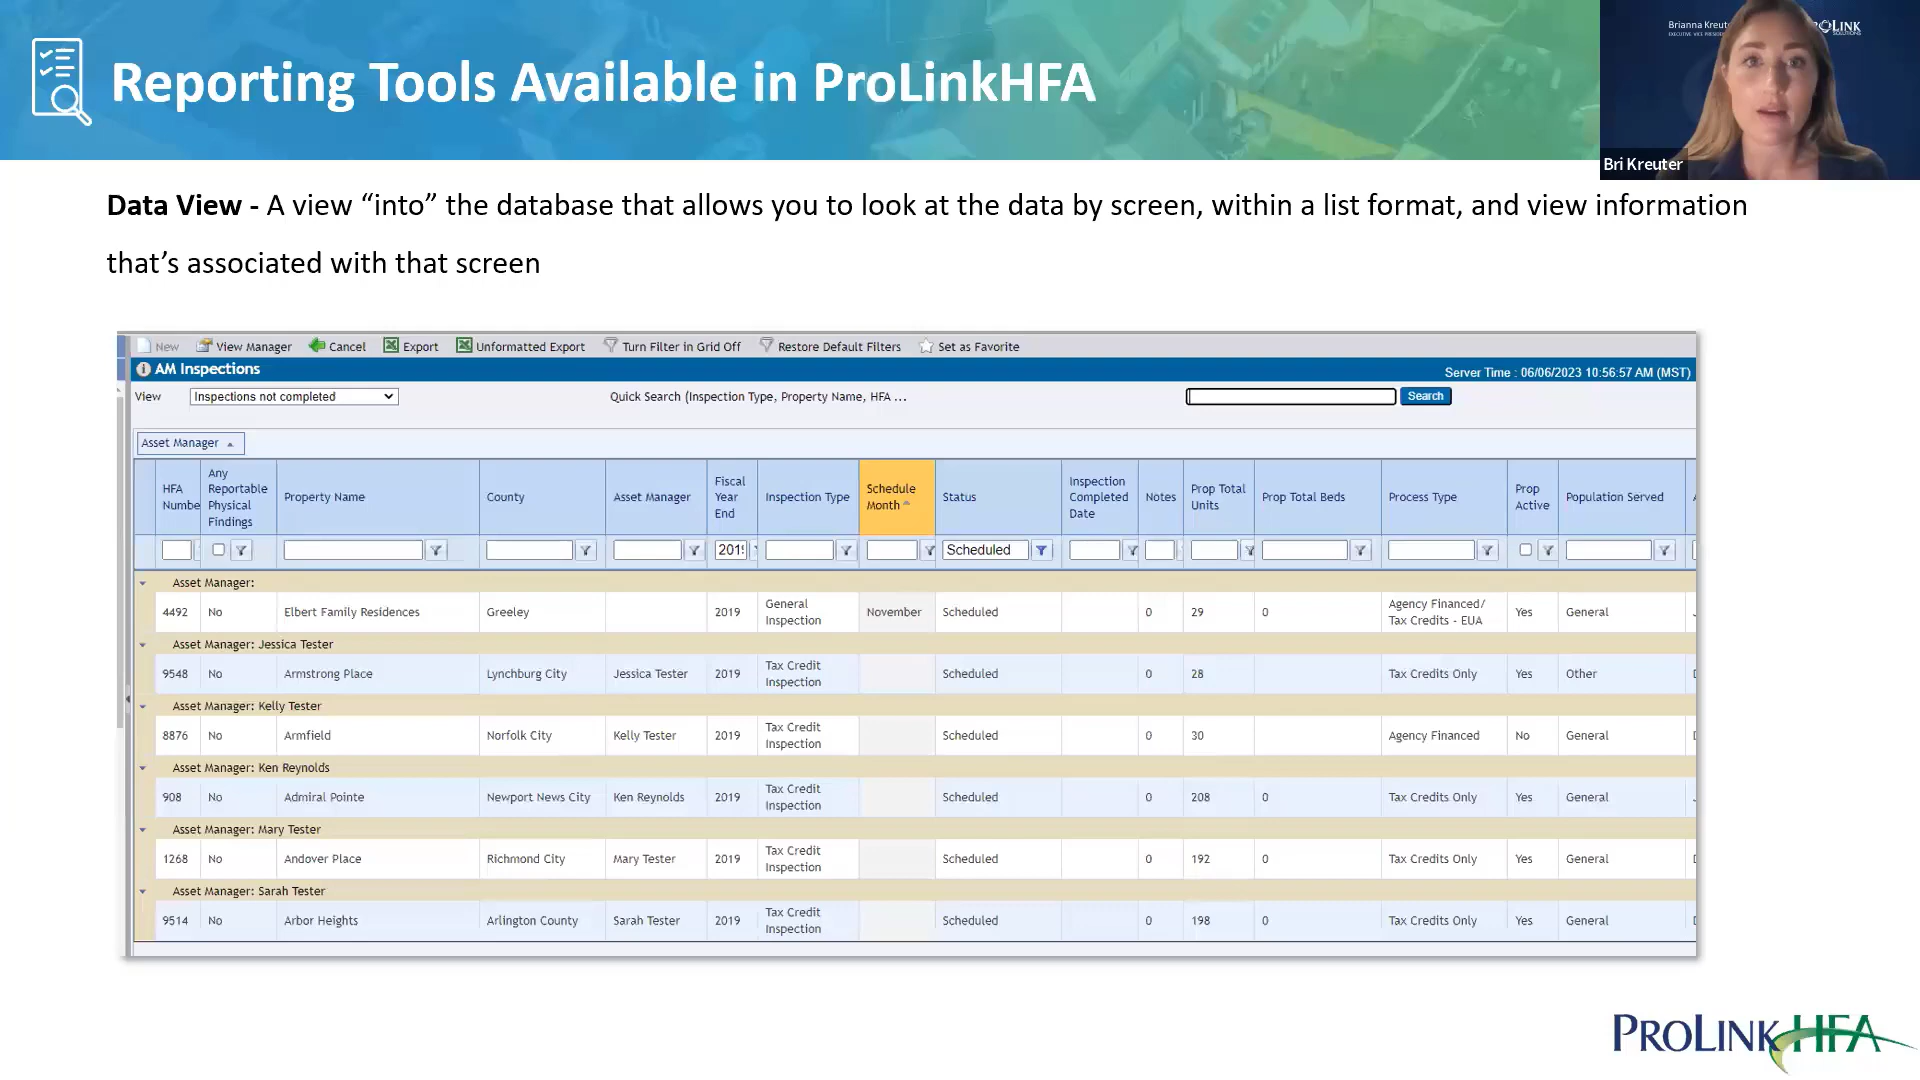 Reporting Tools Available in ProLinkHFA
Brianna Kreut
EXECUTIVE VICE PRESIDE
ROLINK
SOLUTIONS
Bri Kreuter
Data View - A view “into” the database that allows you to look at the data by screen, within a list format, and view information
that’s associated with that screen
New View Manager Cancel Export Unformatted Export Turn Filter in Grid Off Restore Default Filters Set as Favorite
AM Inspections
Server Time : 06/06/2023 10:56:57 AM (MST)
View Inspections not completed Quick Search (Inspection Type, Property Name, HFA ... Search
Asset Manager
HFA Numbe
Any Reportable Physical Findings
Property Name
County
Asset Manager
Fiscal Year End
Inspection Type
Schedule Month
Status
Inspection Completed Date
Notes
Prop Total Units
Prop Total Beds
Process Type
Prop Active
Population Served
2019 Scheduled
Asset Manager:
4492 No Elbert Family Residences Greeley 2019 General Inspection November Scheduled 0 29 0 Agency Financed/ Tax Credits - EUA Yes General
Asset Manager: Jessica Tester
9548 No Armstrong Place Lynchburg City Jessica Tester 2019 Tax Credit Inspection Scheduled 0 28 Tax Credits Only Yes Other
Asset Manager: Kelly Tester
8876 No Armfield Norfolk City Kelly Tester 2019 Tax Credit Inspection Scheduled 0 30 Agency Financed No General
Asset Manager: Ken Reynolds
908 No Admiral Pointe Newport News City Ken Reynolds 2019 Tax Credit Inspection Scheduled 0 208 0 Tax Credits Only Yes General
Asset Manager: Mary Tester
1268 No Andover Place Richmond City Mary Tester 2019 Tax Credit Inspection Scheduled 0 192 0 Tax Credits Only Yes General
Asset Manager: Sarah Tester
9514 No Arbor Heights Arlington County Sarah Tester 2019 Tax Credit Inspection Scheduled 0 198 0 Tax Credits Only Yes General
PROLINKHFA